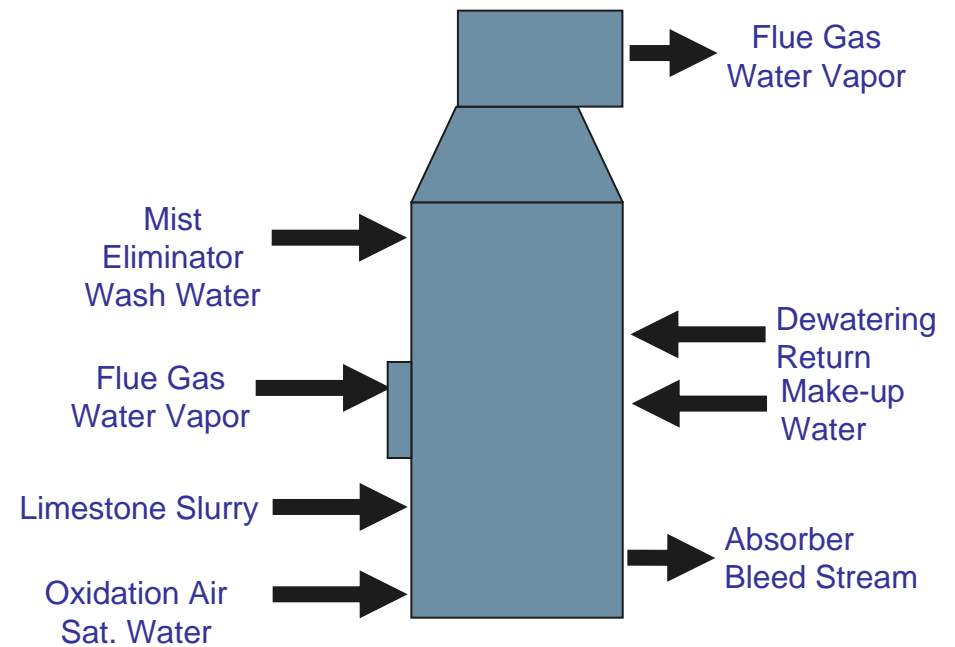 Flue Gas
Water Vapor
Mist
Eliminator
Wash Water
Dewatering
Return
Flue Gas
Water Vapor
Make-up
Water
Limestone Slurry
Absorber
Bleed Stream
Oxidation Air
Sat. Water